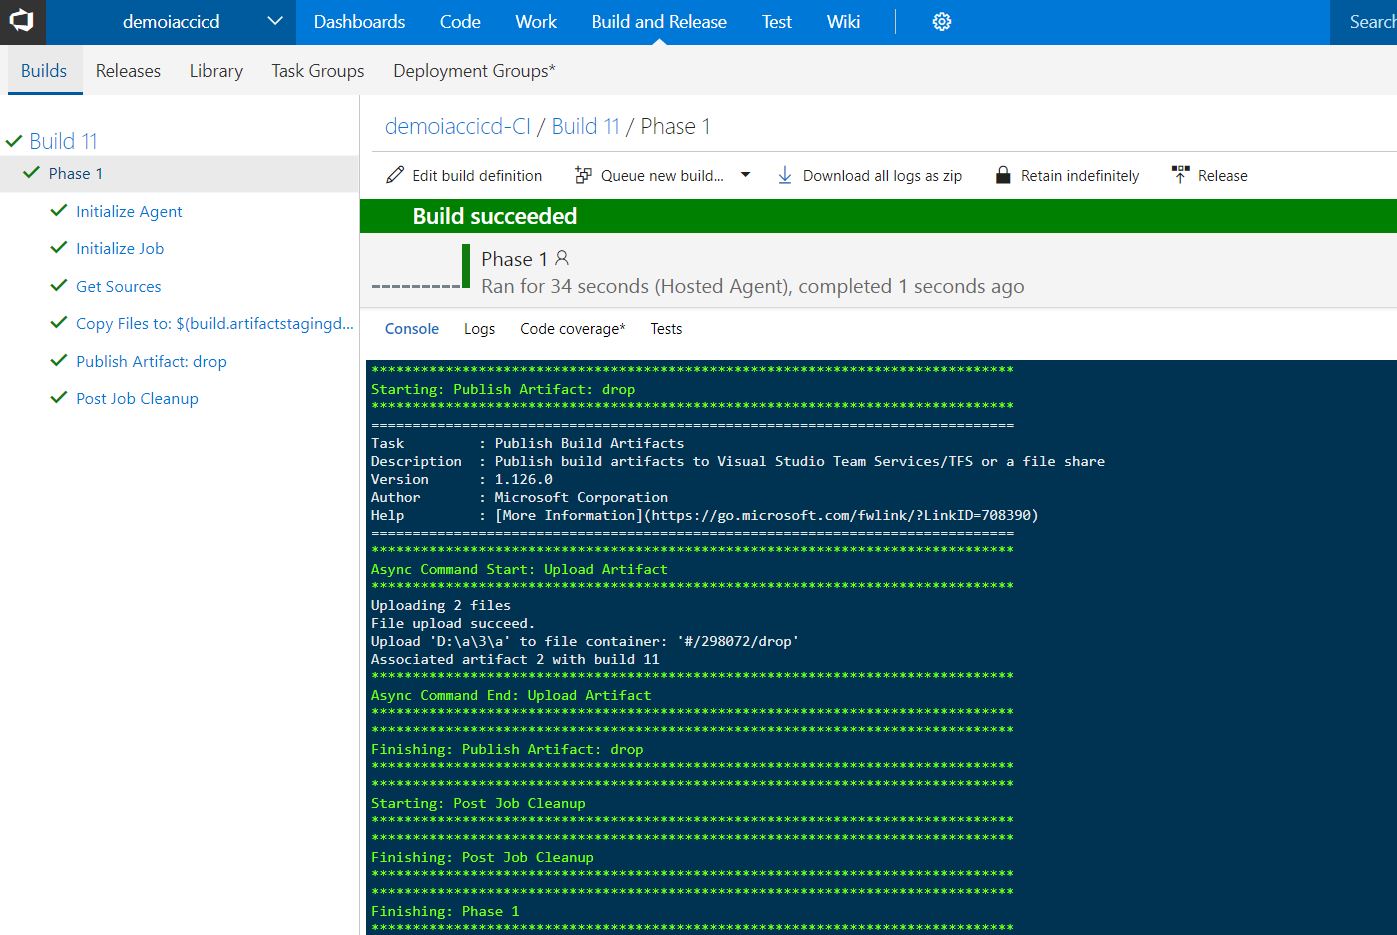 demoiaccicd Dashboards Code Work Build and Release Test Wiki Search
Builds Releases Library Task Groups Deployment Groups*
Build 11
Phase 1
Initialize Agent
Initialize Job
Get Sources
Copy Files to: $(build.artifactstagingd...
Publish Artifact: drop
Post Job Cleanup
demoiaccicd-CI / Build 11 / Phase 1
Edit build definition Queue new build... Download all logs as zip Retain indefinitely Release
Build succeeded
Phase 1
Ran for 34 seconds (Hosted Agent), completed 1 seconds ago
Console Logs Code coverage* Tests
******************************************************************************
Starting: Publish Artifact: drop
******************************************************************************
==============================================================================
Task         : Publish Build Artifacts
Description  : Publish build artifacts to Visual Studio Team Services/TFS or a file share
Version      : 1.126.0
Author       : Microsoft Corporation
Help         : [More Information](https://go.microsoft.com/fwlink/?LinkID=708390)
==============================================================================
******************************************************************************
Async Command Start: Upload Artifact
******************************************************************************
Uploading 2 files
File upload succeed.
Upload 'D:\a\3\a' to file container: '#/298072/drop'
Associated artifact 2 with build 11
******************************************************************************
Async Command End: Upload Artifact
******************************************************************************
******************************************************************************
Finishing: Publish Artifact: drop
******************************************************************************
******************************************************************************
Starting: Post Job Cleanup
******************************************************************************
******************************************************************************
Finishing: Post Job Cleanup
******************************************************************************
******************************************************************************
Finishing: Phase 1
******************************************************************************